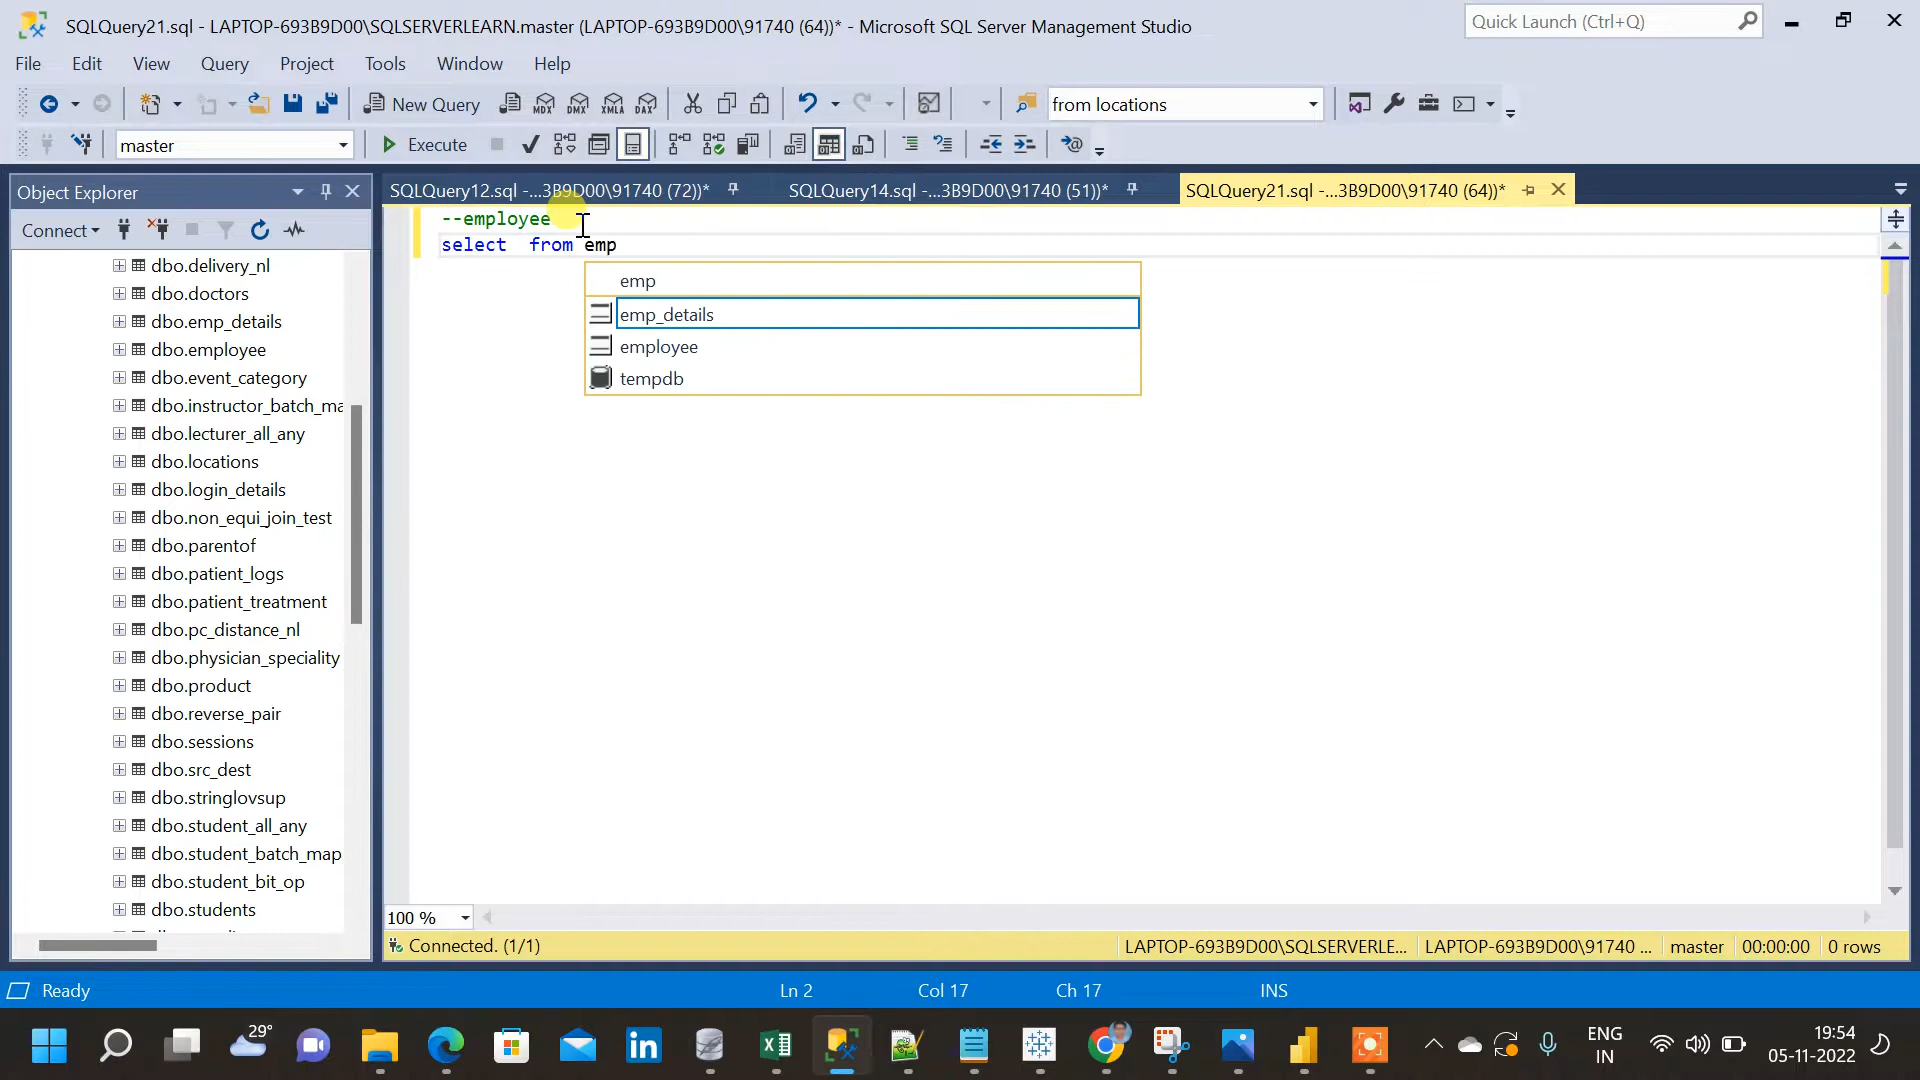 SQLQuery21.sql - LAPTOP-693B9D00\SQLSERVERLEARN.master (LAPTOP-693B9D00\91740 (64))* - Microsoft SQL Server Management Studio
Quick Launch (Ctrl+Q)
File Edit View Query Project Tools Window Help
New Query
MDX DMX XMLA DAX
from locations
master
Execute
Object Explorer
SQLQuery12.sql -...3B9D00\91740 (72))*
SQLQuery14.sql -...3B9D00\91740 (51))*
SQLQuery21.sql -...3B9D00\91740 (64))*
Connect
dbo.delivery_nl
dbo.doctors
dbo.emp_details
dbo.employee
dbo.event_category
dbo.instructor_batch_ma
dbo.lecturer_all_any
dbo.locations
dbo.login_details
dbo.non_equi_join_test
dbo.parentof
dbo.patient_logs
dbo.patient_treatment
dbo.pc_distance_nl
dbo.physician_speciality
dbo.product
dbo.reverse_pair
dbo.sessions
dbo.src_dest
dbo.stringlovsup
dbo.student_all_any
dbo.student_batch_map
dbo.student_bit_op
dbo.students
--employee
select  from emp
emp
emp_details
employee
tempdb
100 %
Connected. (1/1)
LAPTOP-693B9D00\SQLSERVERLE...
LAPTOP-693B9D00\91740 ...
master
00:00:00
0 rows
Ready
Ln 2
Col 17
Ch 17
INS
29°
ENG
IN
19:54
05-11-2022